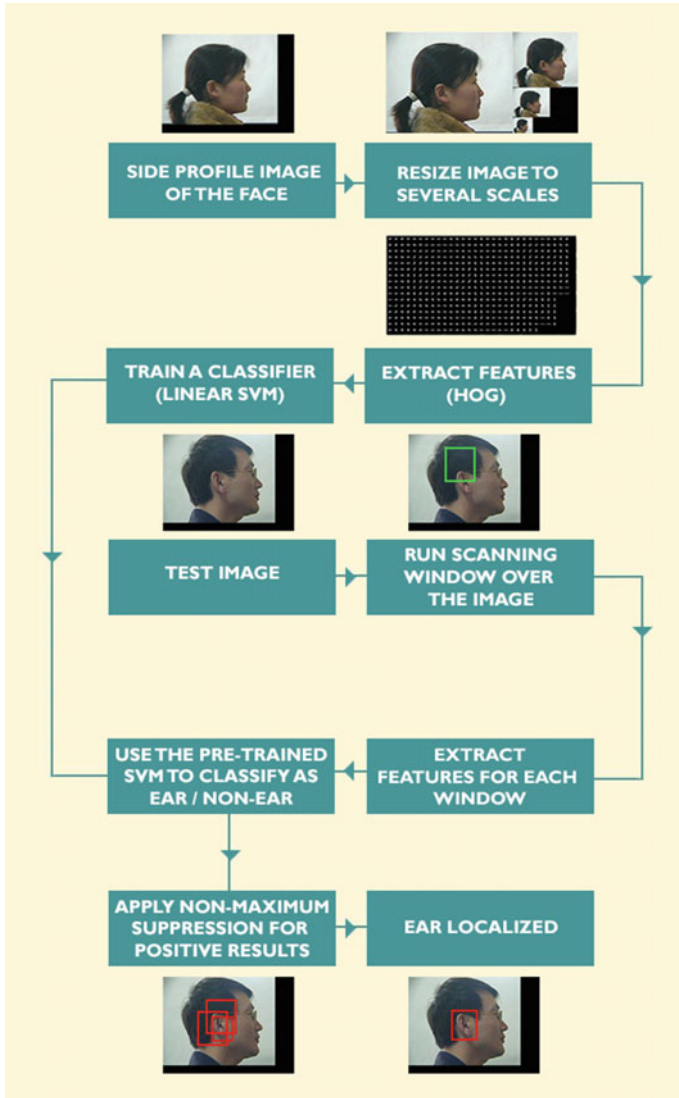 SIDE PROFILE IMAGE
OF THE FACE
RESIZE IMAGE TO
SEVERAL SCALES
TRAIN A CLASSIFIER
(LINEAR SVM)
EXTRACT FEATURES
(HOG)
TEST IMAGE
RUN SCANNING
WINDOW OVER
THE IMAGE
USE THE PRE-TRAINED
SVM TO CLASSIFY AS
EAR / NON-EAR
EXTRACT
FEATURES FOR EACH
WINDOW
APPLY NON-MAXIMUM
SUPPRESSION FOR
POSITIVE RESULTS
EAR LOCALIZED